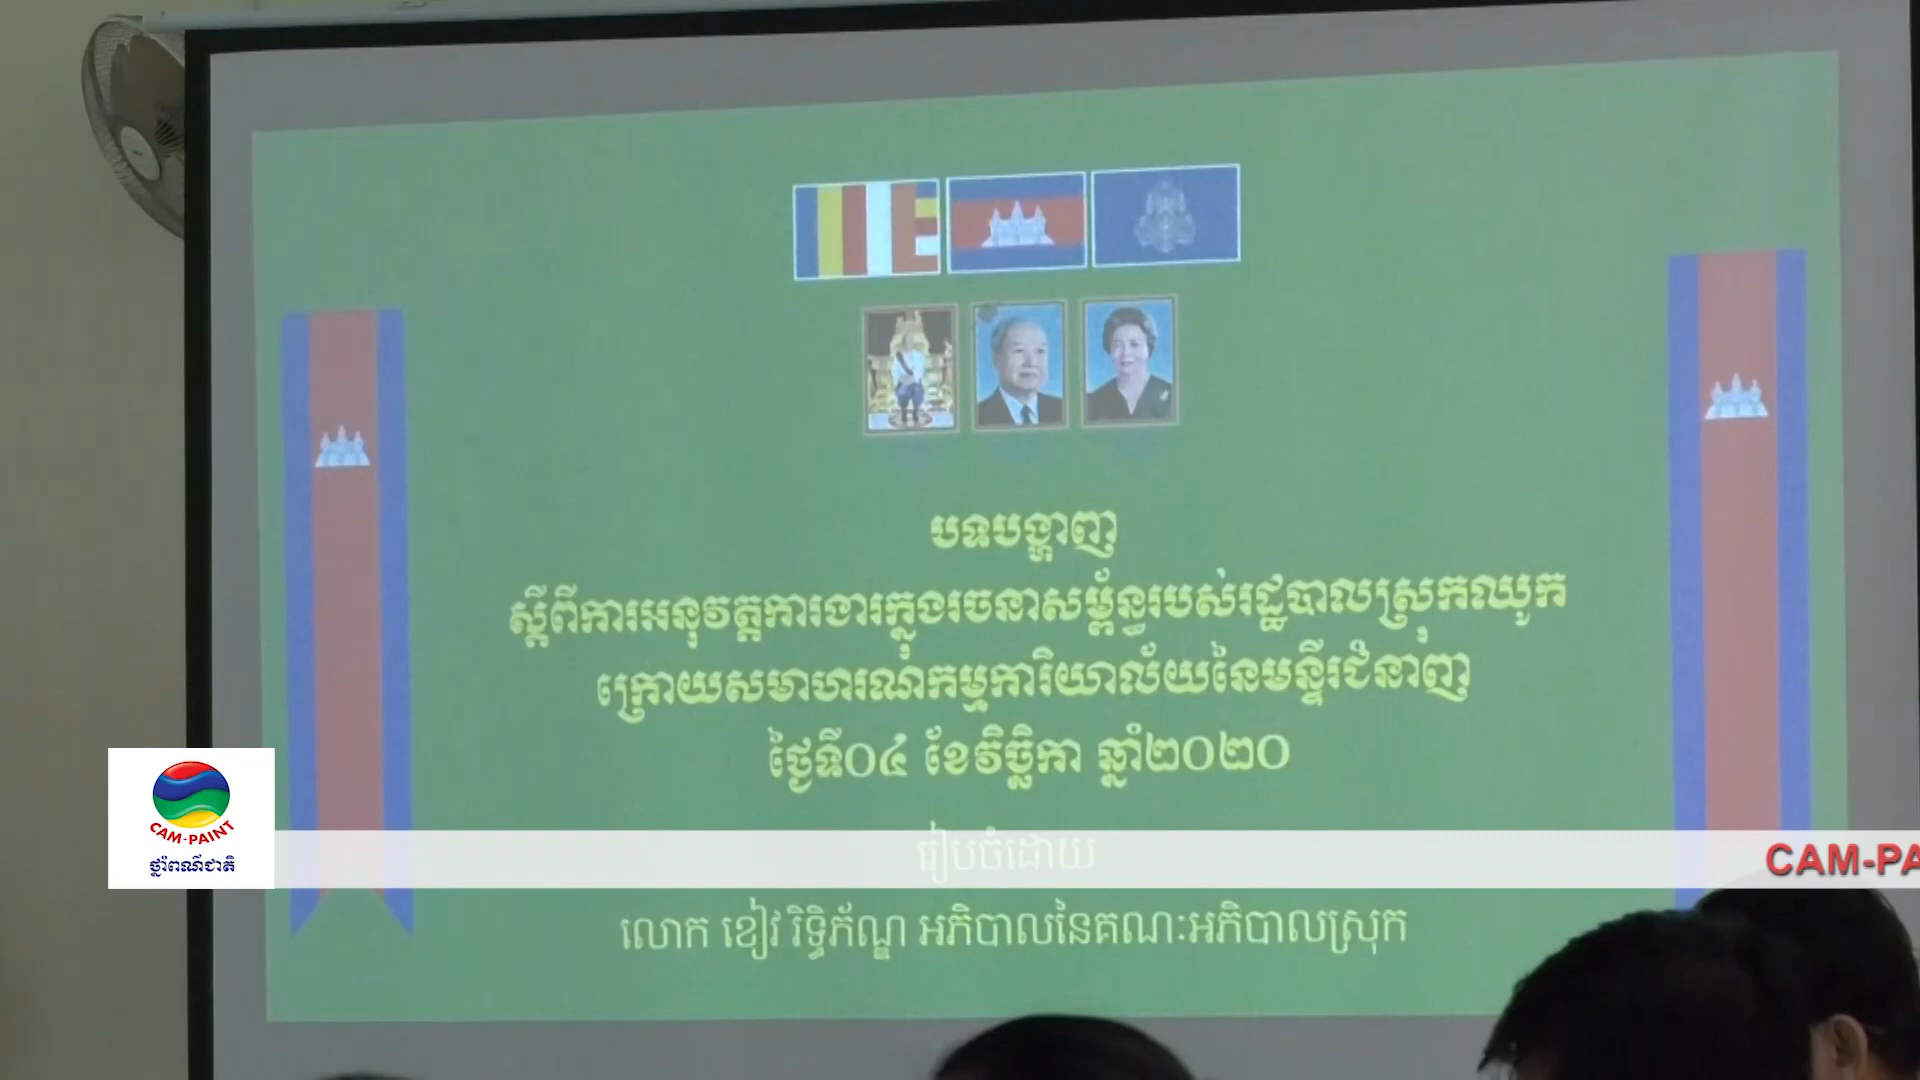 បទបង្ហាញ
ស្តីពីការអនុវត្តការងារក្នុងរចនាសម្ព័ន្ធរបស់រដ្ឋបាលស្រុកឈូក
ក្រោយសមាហរណកម្មការិយាល័យនៃមន្ទីរជំនាញ
ថ្ងៃទី០៤ ខែវិច្ឆិកា ឆ្នាំ២០២០
រៀបចំដោយ
លោក ខៀវ រិទ្ធិភ័ណ្ឌ អភិបាលនៃគណៈអភិបាលស្រុក
CAM-PAINT
ថ្នាំពណ៌ជាតិ
CAM-PA